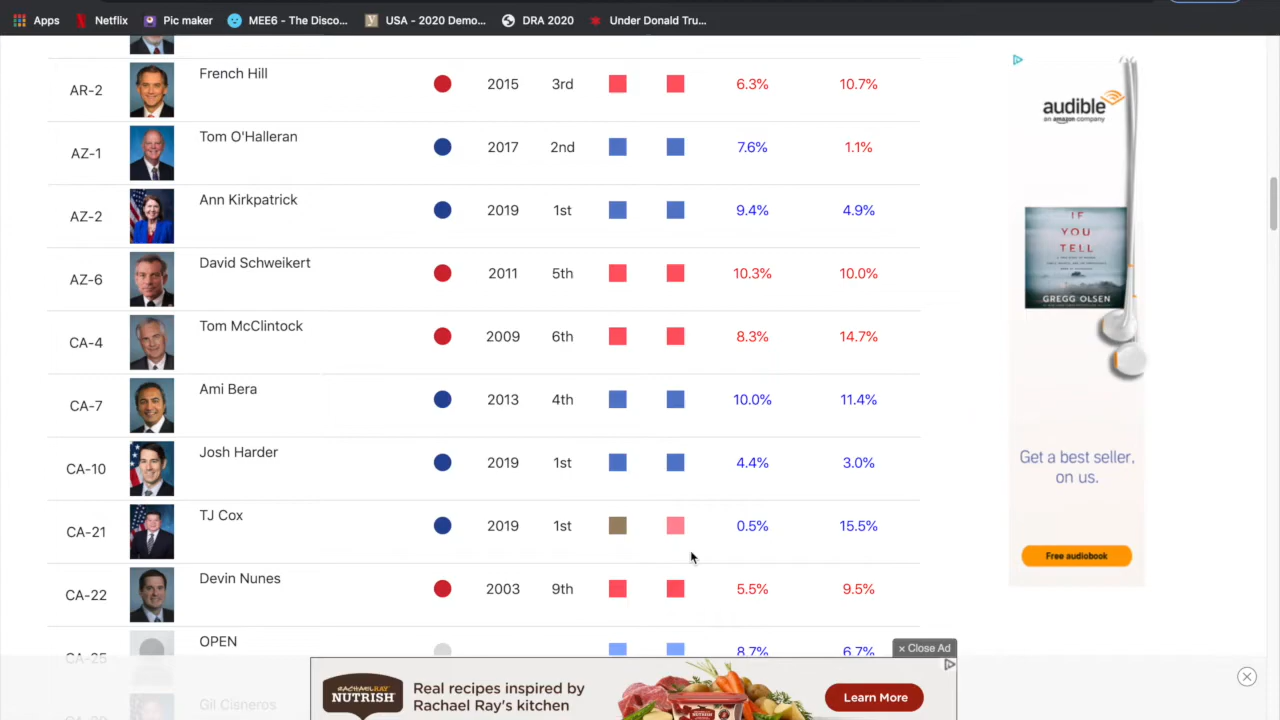 Apps Netflix Pic maker MEE6 - The Disco... USA - 2020 Demo... DRA 2020 Under Donald Tru...
AR-2 French Hill 2015 3rd 6.3% 10.7%
AZ-1 Tom O'Halleran 2017 2nd 7.6% 1.1%
AZ-2 Ann Kirkpatrick 2019 1st 9.4% 4.9%
AZ-6 David Schweikert 2011 5th 10.3% 10.0%
CA-4 Tom McClintock 2009 6th 8.3% 14.7%
CA-7 Ami Bera 2013 4th 10.0% 11.4%
CA-10 Josh Harder 2019 1st 4.4% 3.0%
CA-21 TJ Cox 2019 1st 0.5% 15.5%
CA-22 Devin Nunes 2003 9th 5.5% 9.5%
CA-25 OPEN 8.7% 6.7%
Gil Cisneros
audible
an amazon company
IF
YOU
TELL
GREGG OLSEN
Get a best seller,
on us.
Free audiobook
× Close Ad
RACHAEL RAY
NUTRISH
Real recipes inspired by
Rachael Ray's kitchen
Learn More